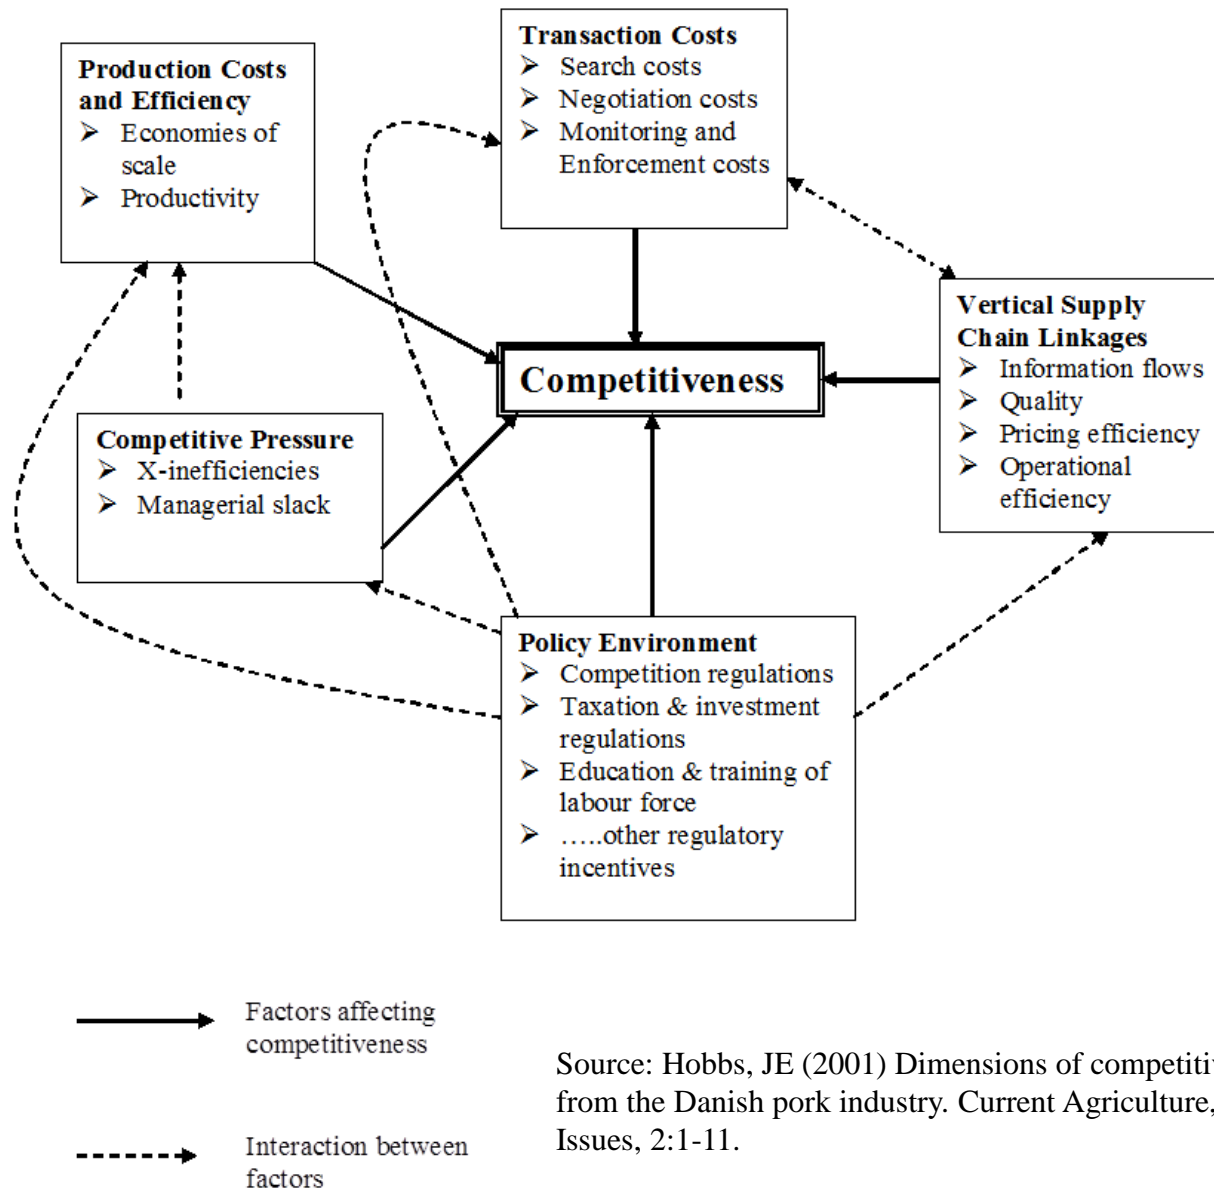 Production Costs
and Efficiency
➢ Economies of
scale
➢ Productivity
Transaction Costs
➢ Search costs
➢ Negotiation costs
➢ Monitoring and
Enforcement costs
Vertical Supply
Chain Linkages
➢ Information flows
➢ Quality
➢ Pricing efficiency
➢ Operational
efficiency
Competitiveness
Competitive Pressure
➢ X-inefficiencies
➢ Managerial slack
Policy Environment
➢ Competition regulations
➢ Taxation & investment
regulations
➢ Education & training of
labour force
➢ …..other regulatory
incentives
Factors affecting
competitiveness
Interaction between
factors
Source: Hobbs, JE (2001) Dimensions of
from the Danish pork industry. Current Agriculture,
Issues, 2:1-11.